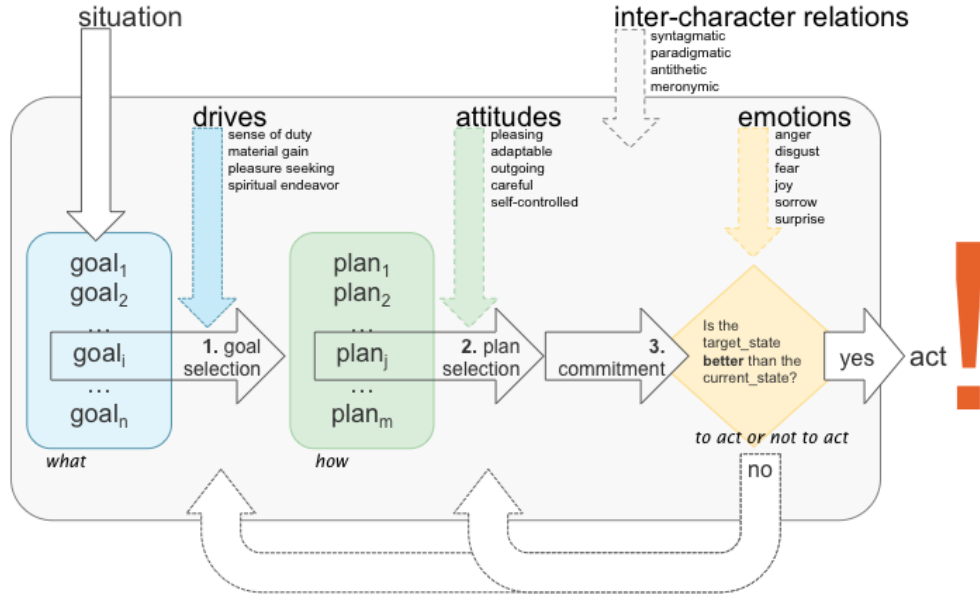 situation
inter-character relations
syntagmatic
paradigmatic
antithetic
meronymic
drives
sense of duty
material gain
pleasure seeking
spiritual endeavor
attitudes
pleasing
adaptable
outgoing
careful
self-controlled
emotions
anger
disgust
fear
joy
sorrow
surprise
goal1
goal2
...
goali
...
goaln
what
1. goal
selection
plan1
plan2
...
planj
...
planm
how
2. plan
selection
3.
commitment
Is the
target_state
better than the
current_state?
to act or not to act
yes
act
!
no